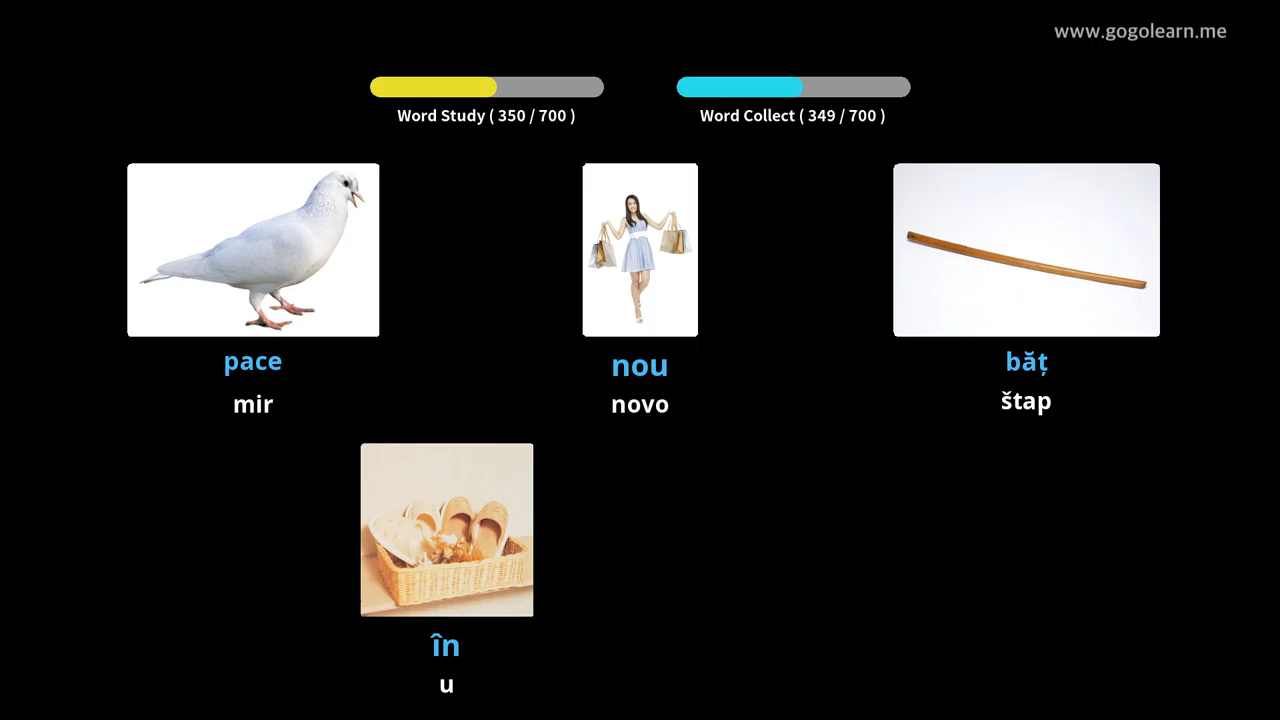 www.gogolearn.me
Word Study ( 350 / 700 )
Word Collect ( 349 / 700 )
pace
mir
nou
novo
băț
štap
în
u